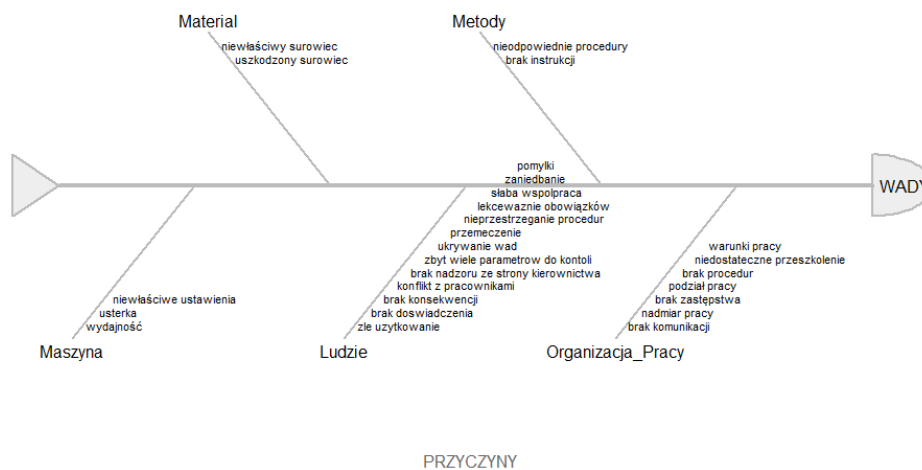 Material
niewłaściwy surowiec
uszkodzony surowiec
Metody
nieodpowiednie procedury
brak instrukcji
WADY
Maszyna
niewłaściwe ustawienia
usterka
wydajność
Ludzie
pomylki
zaniedbanie
słaba wspolpraca
lekcewaznie obowiązków
nieprzestrzeganie procedur
przemeczenie
ukrywanie wad
zbyt wiele parametrow do kontoli
brak nadzoru ze strony kierownictwa
konflikt z pracownikami
brak konsekwencji
brak doswiadczenia
zle uzytkowanie
Organizacja_Pracy
warunki pracy
niedostateczne przeszkolenie
brak procedur
podział pracy
brak zastępstwa
nadmiar pracy
brak komunikacji
PRZYCZYNY